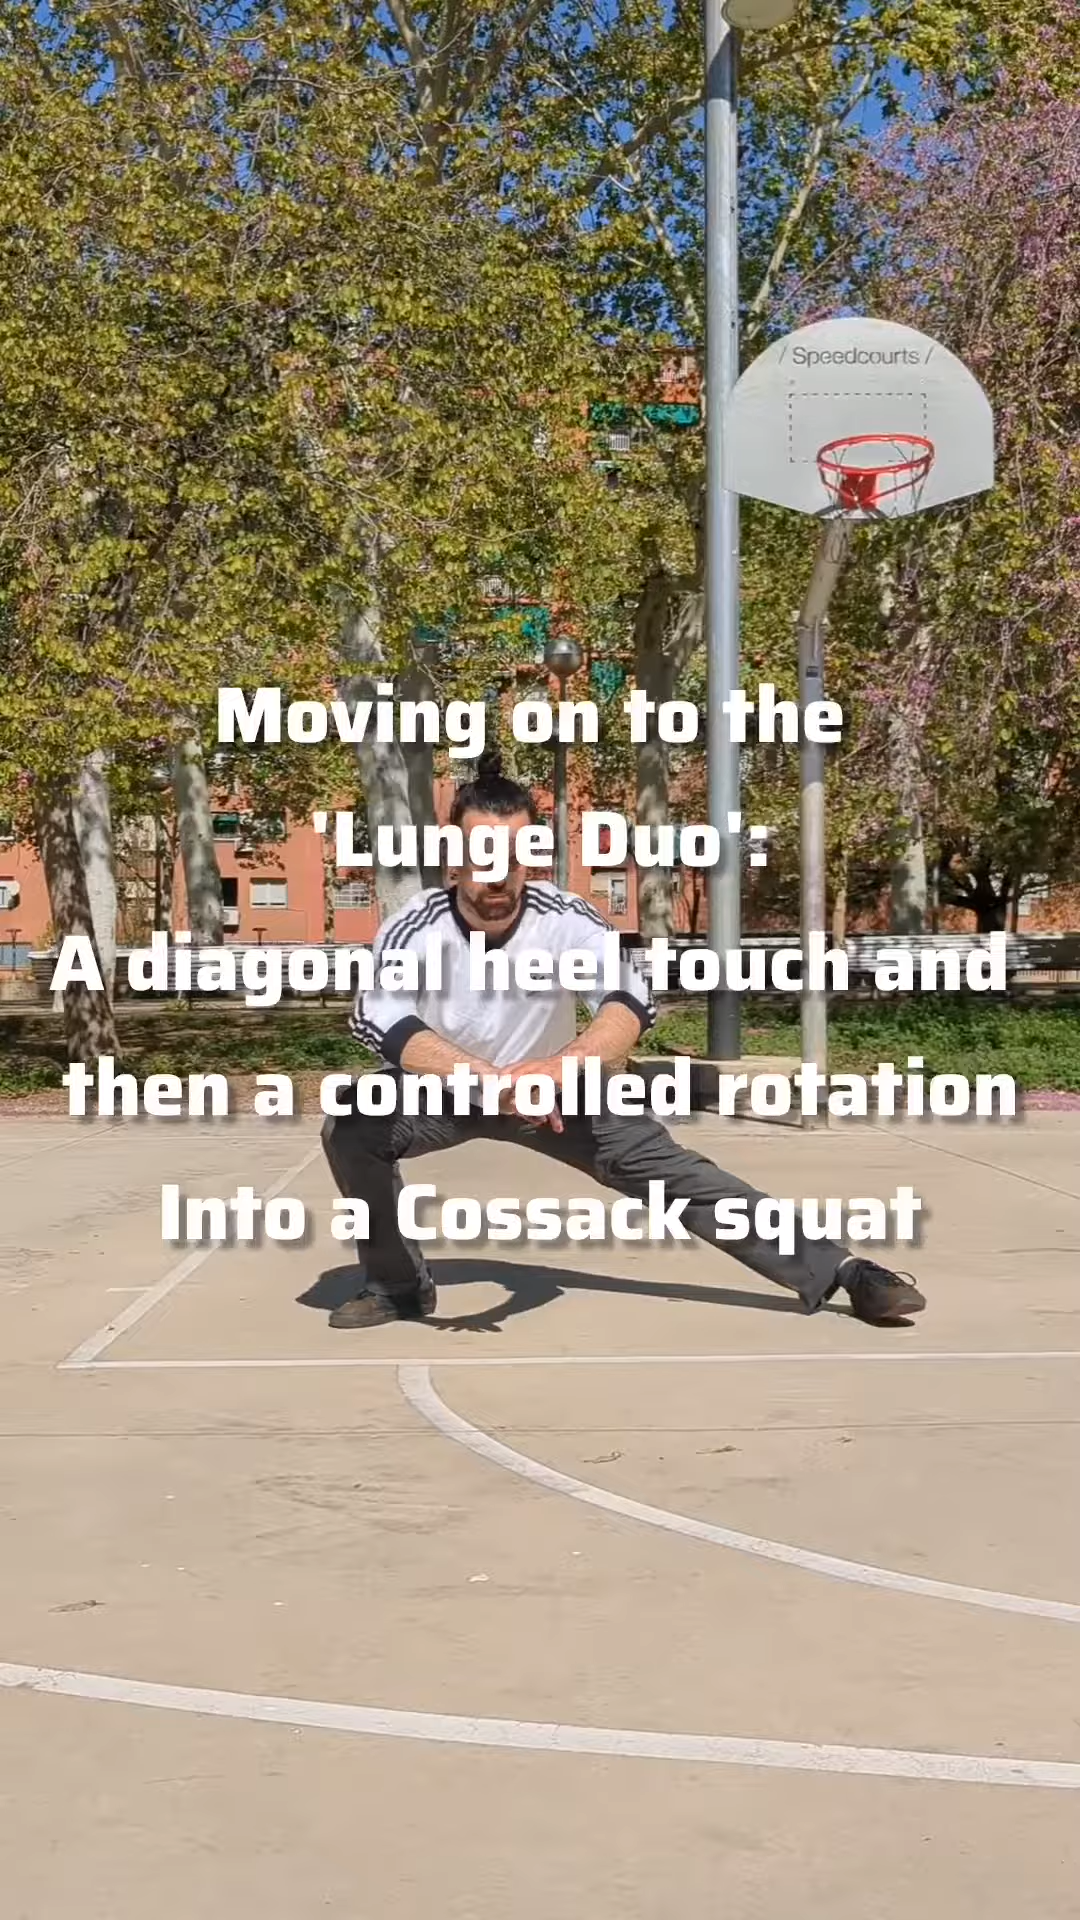 / Speedcourts /
Moving on to the
'Lunge Duo':
A diagonal heel touch and
then a controlled rotation
Into a Cossack squat